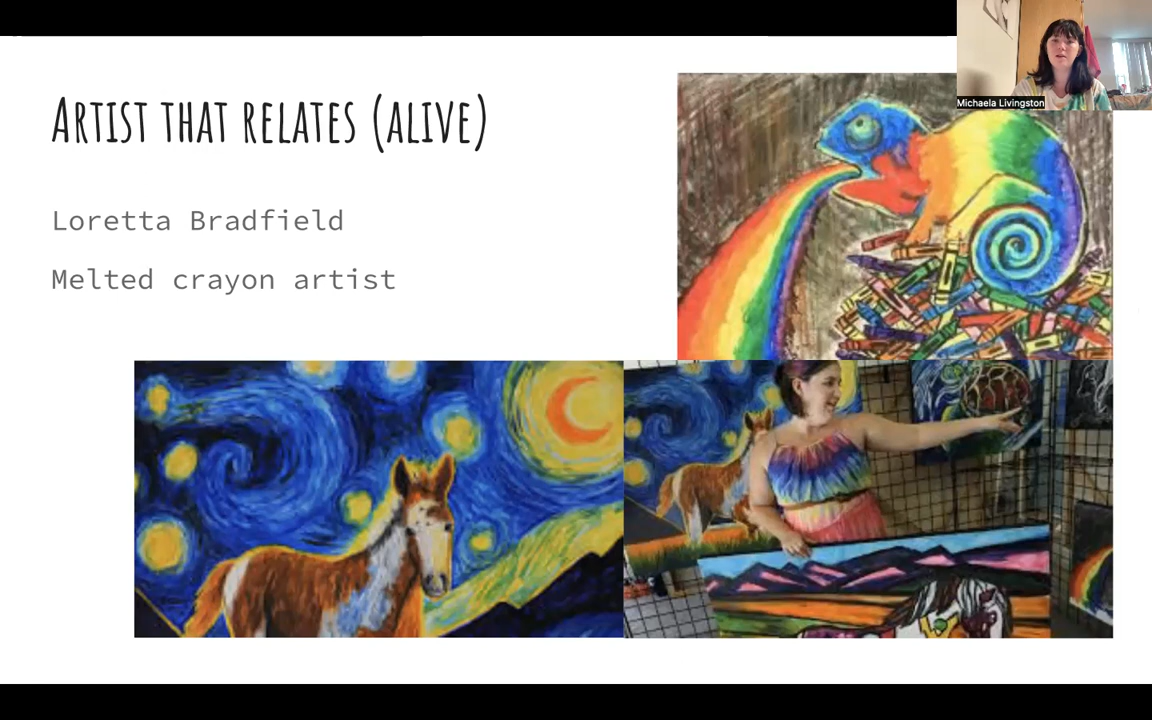 Artist that relates (alive)
Loretta Bradfield
Melted crayon artist
Michaela Livingston